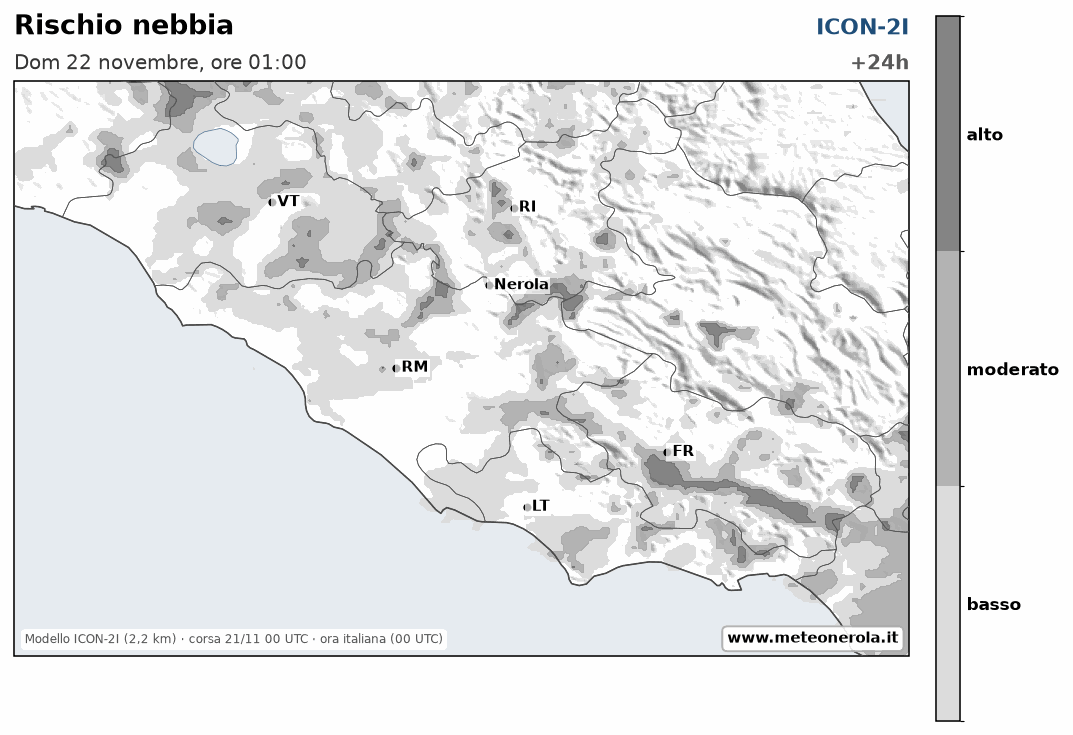 Rischio nebbia
ICON-2I
Dom 22 novembre, ore 01:00
+24h
alto
VT
RI
Nerola
RM
moderato
FR
LT
basso
Modello ICON-2I (2,2 km) · corsa 21/11 00 UTC · ora italiana (00 UTC)
www.meteonerola.it